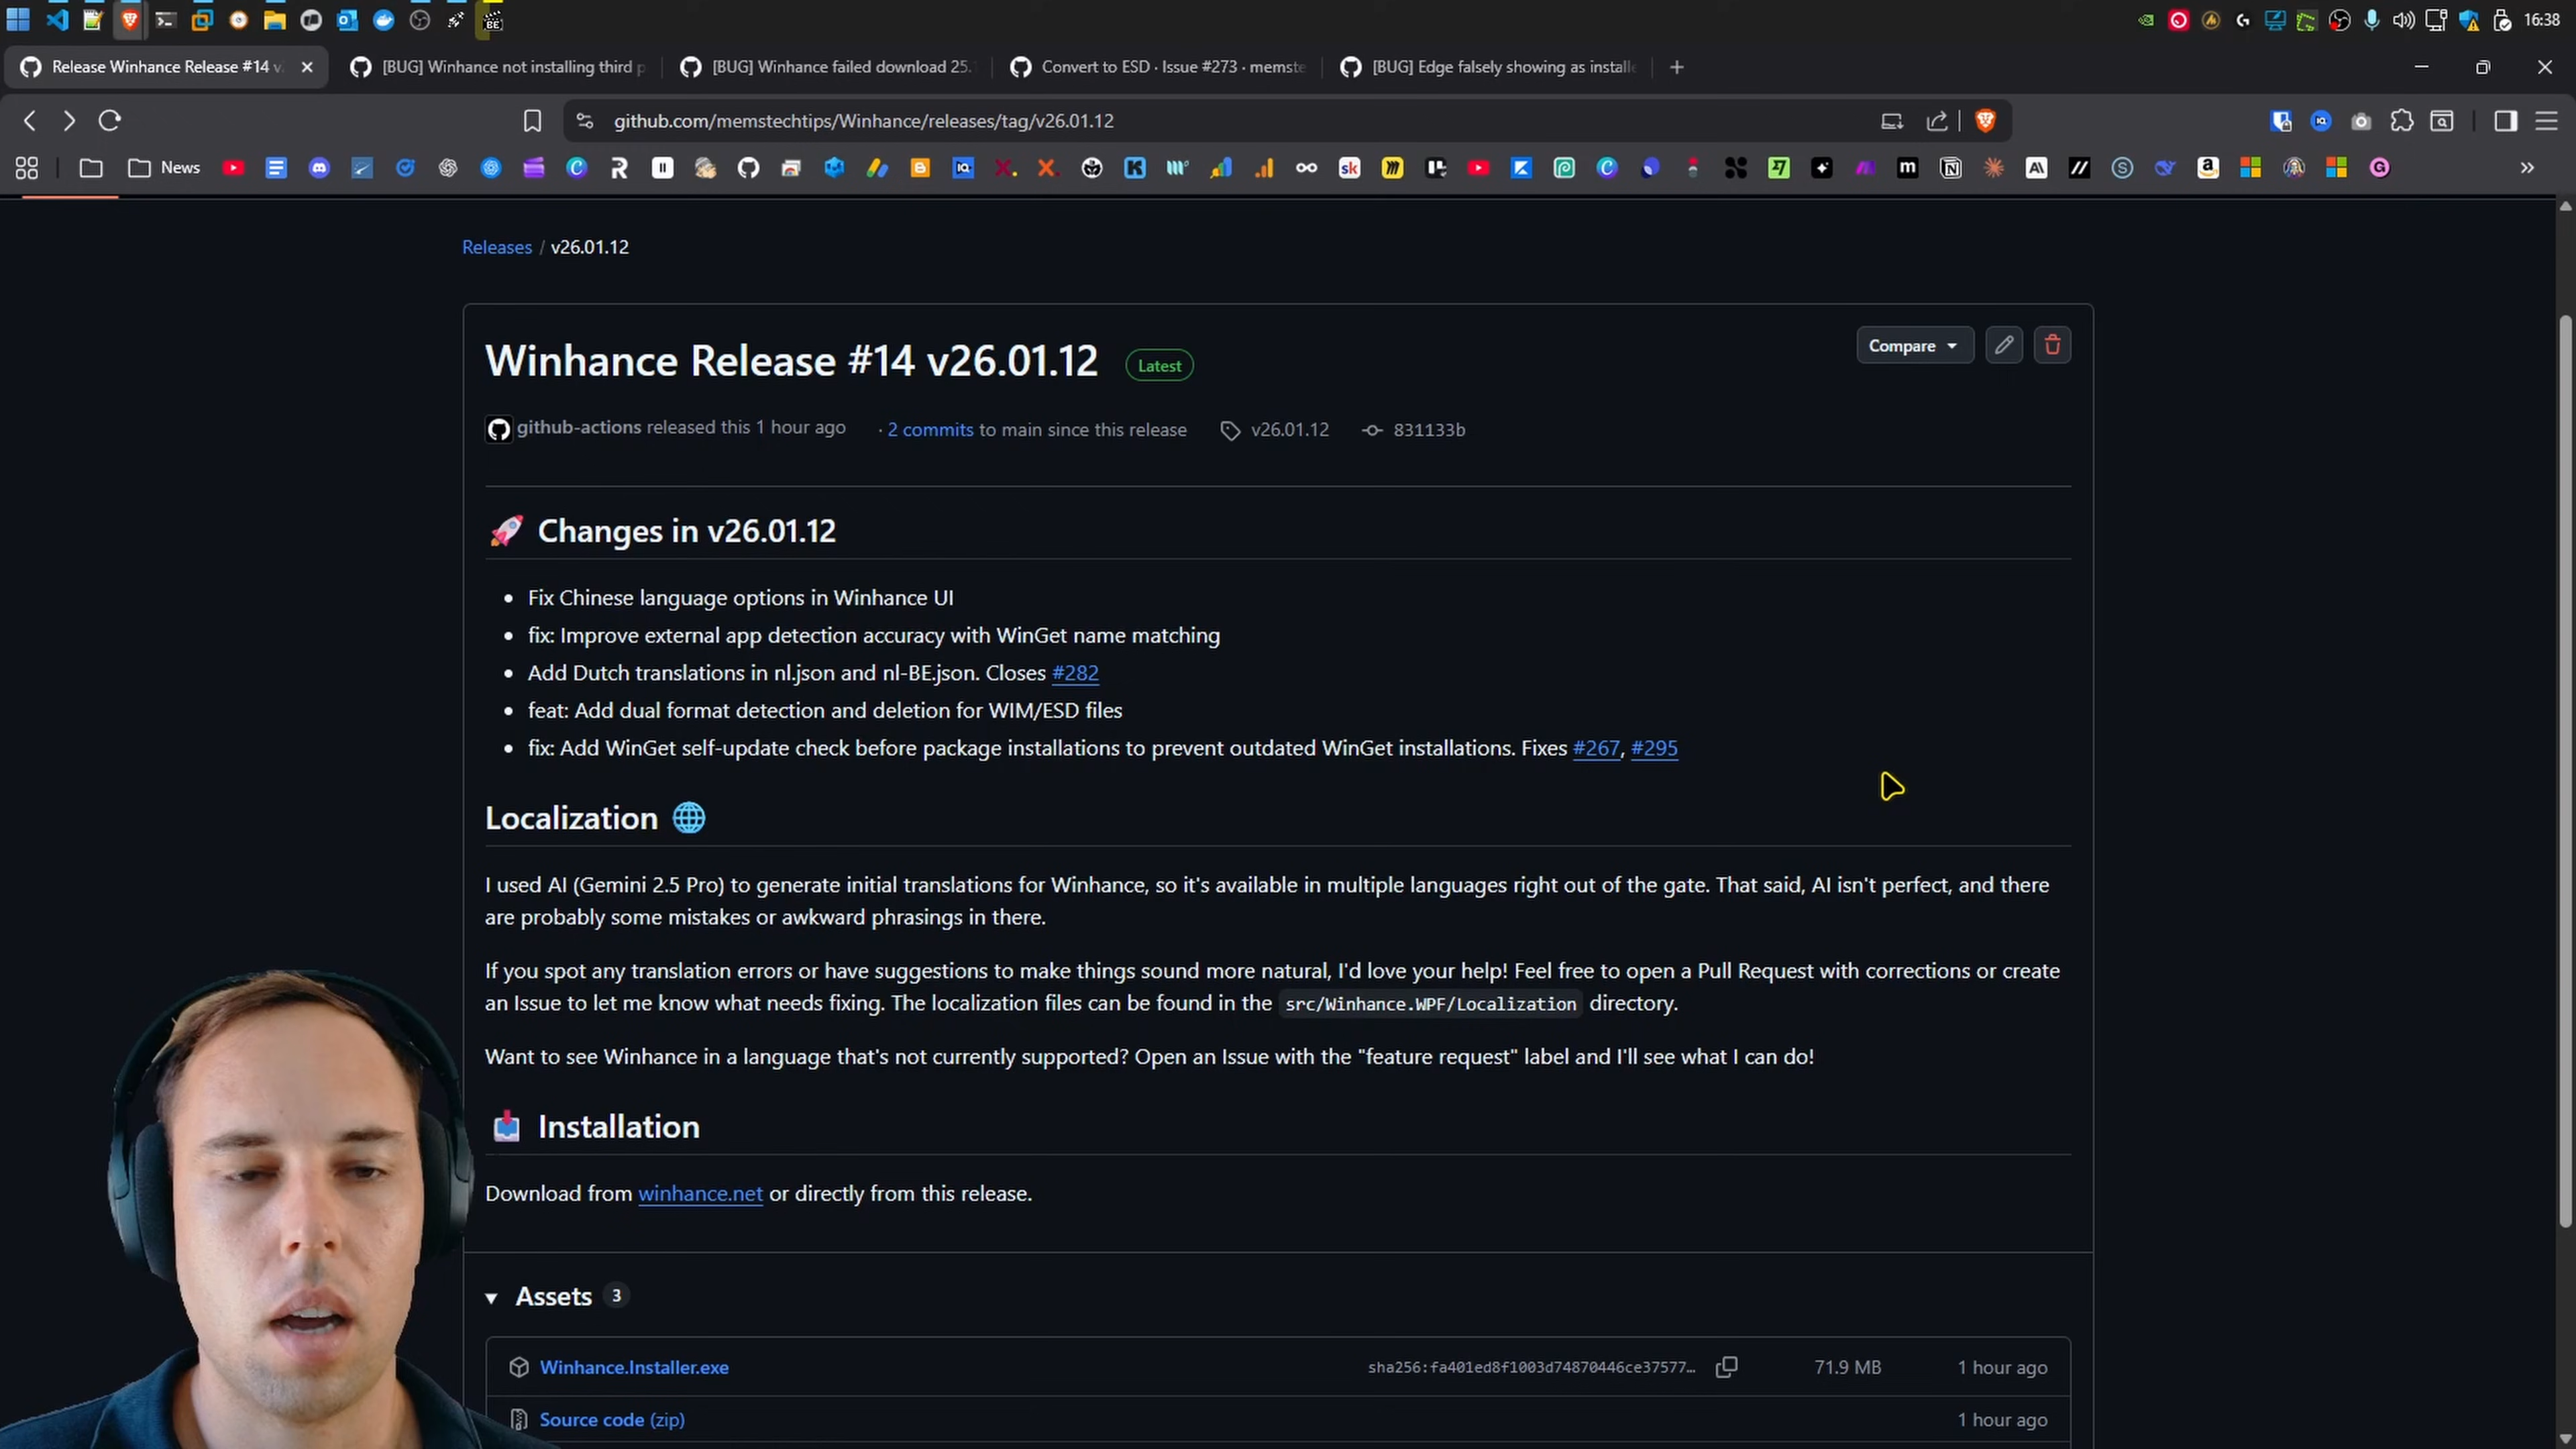 16:38
Release Winhance Release #14 v
[BUG] Winhance not installing third p
[BUG] Winhance failed download 25.
Convert to ESD · Issue #273 · memste
[BUG] Edge falsely showing as installe
github.com/memstechtips/Winhance/releases/tag/v26.01.12
News
Releases / v26.01.12
Winhance Release #14 v26.01.12 Latest
Compare
github-actions released this 1 hour ago · 2 commits to main since this release v26.01.12 831133b
🚀 Changes in v26.01.12
• Fix Chinese language options in Winhance UI
• fix: Improve external app detection accuracy with WinGet name matching
• Add Dutch translations in nl.json and nl-BE.json. Closes #282
• feat: Add dual format detection and deletion for WIM/ESD files
• fix: Add WinGet self-update check before package installations to prevent outdated WinGet installations. Fixes #267, #295
Localization 🌐
I used AI (Gemini 2.5 Pro) to generate initial translations for Winhance, so it's available in multiple languages right out of the gate. That said, AI isn't perfect, and there
are probably some mistakes or awkward phrasings in there.
If you spot any translation errors or have suggestions to make things sound more natural, I'd love your help! Feel free to open a Pull Request with corrections or create
an Issue to let me know what needs fixing. The localization files can be found in the src/Winhance.WPF/Localization directory.
Want to see Winhance in a language that's not currently supported? Open an Issue with the "feature request" label and I'll see what I can do!
📥 Installation
Download from winhance.net or directly from this release.
Assets 3
Winhance.Installer.exe sha256:fa401ed8f1003d74870446ce37577… 71.9 MB 1 hour ago
Source code (zip) 1 hour ago